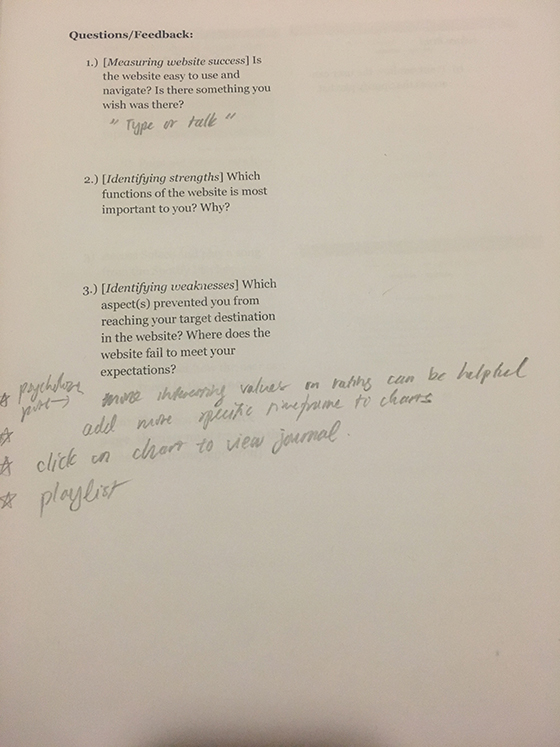 Questions/Feedback:
1.) [Measuring website success] Is
the website easy to use and
navigate? Is there something you
wish was there?
" Type or talk "
2.) [Identifying strengths] Which
functions of the website is most
important to you? Why?
3.) [Identifying weaknesses] Which
aspect(s) prevented you from
reaching your target destination
in the website? Where does the
website fail to meet your
expectations?
☆ more values on rating can be helpful
☆ add more specific timeframe to charts
☆ click on chart to view journal.
☆ playlist